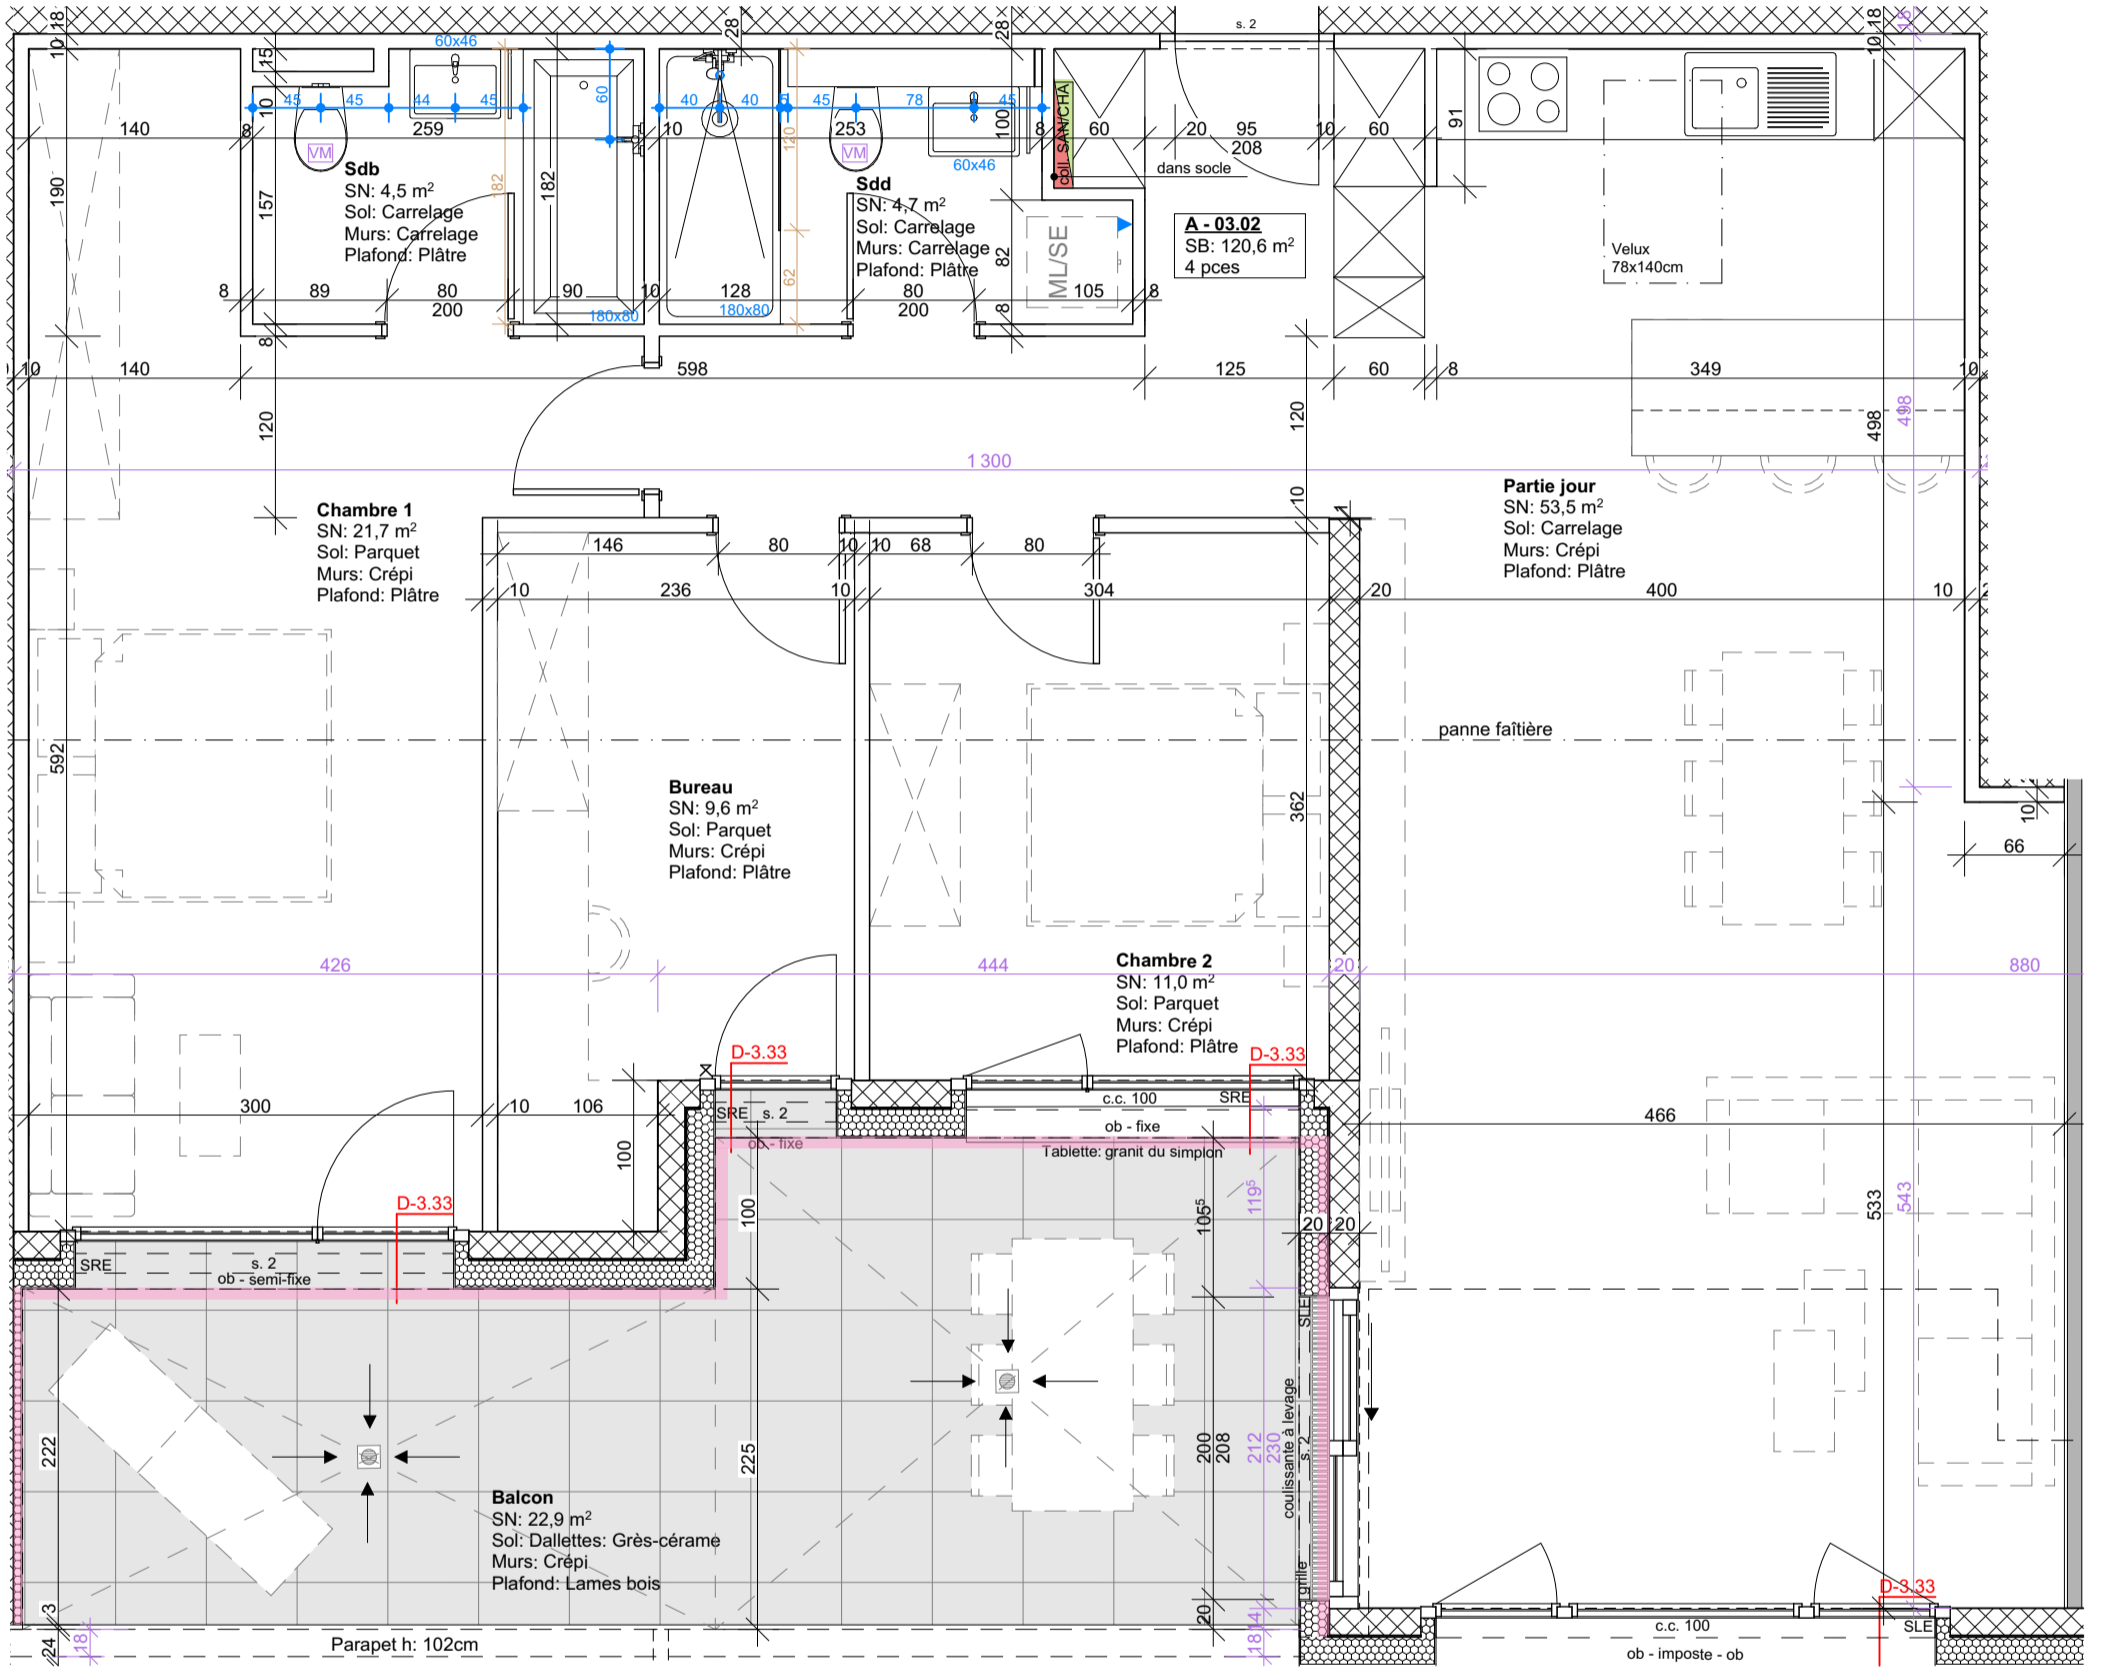 s. 2
18
10
15
60x46
28
28
18
10
18
45
45
44
45
60
40
40
5
45
78
45
10
140
8
259
10
253
100
8
60
20
95
208
10
60
91
VM
VM
120
60x46
coll. SAN/CHA
dans socle
Sdb
SN: 4,5 m²
Sol: Carrelage
Murs: Carrelage
Plafond: Plâtre
Sdd
SN: 4,7 m²
Sol: Carrelage
Murs: Carrelage
Plafond: Plâtre
190
157
182
182
62
82
ML/SE
A - 03.02
SB: 120,6 m²
4 pces
Velux
78x140cm
8
89
80
200
90
10
128
80
200
105
8
180x80
180x80
8
8
10
140
598
125
60
8
349
10
120
120
498
498
1 300
10
1
Chambre 1
SN: 21,7 m²
Sol: Parquet
Murs: Crépi
Plafond: Plâtre
Partie jour
SN: 53,5 m²
Sol: Carrelage
Murs: Crépi
Plafond: Plâtre
146
80
10
10
68
80
10
236
10
304
20
400
10
592
panne faîtière
Bureau
SN: 9,6 m²
Sol: Parquet
Murs: Crépi
Plafond: Plâtre
362
10
66
426
444
20
880
Chambre 2
SN: 11,0 m²
Sol: Parquet
Murs: Crépi
Plafond: Plâtre
D-3.33
D-3.33
300
10
106
100
SRE
s. 2
ob - fixe
c.c. 100
SRE
ob - fixe
Tablette: granit du simplon
466
D-3.33
100
105⁵
119⁵
20
20
533
543
SRE
s. 2
ob - semi-fixe
SLE
222
225
200
208
212
230
coulissante à levage
s. 2
grille
Balcon
SN: 22,9 m²
Sol: Dallettes: Grès-cérame
Murs: Crépi
Plafond: Lames bois
D-3.33
3
24
18
20
14
18
Parapet h: 102cm
c.c. 100
SLE
ob - imposte - ob